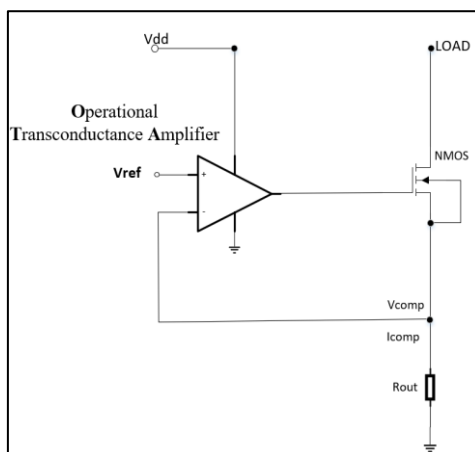 Vdd
LOAD
Operational
Transconductance Amplifier
NMOS
Vref
+
-
Vcomp
Icomp
Rout